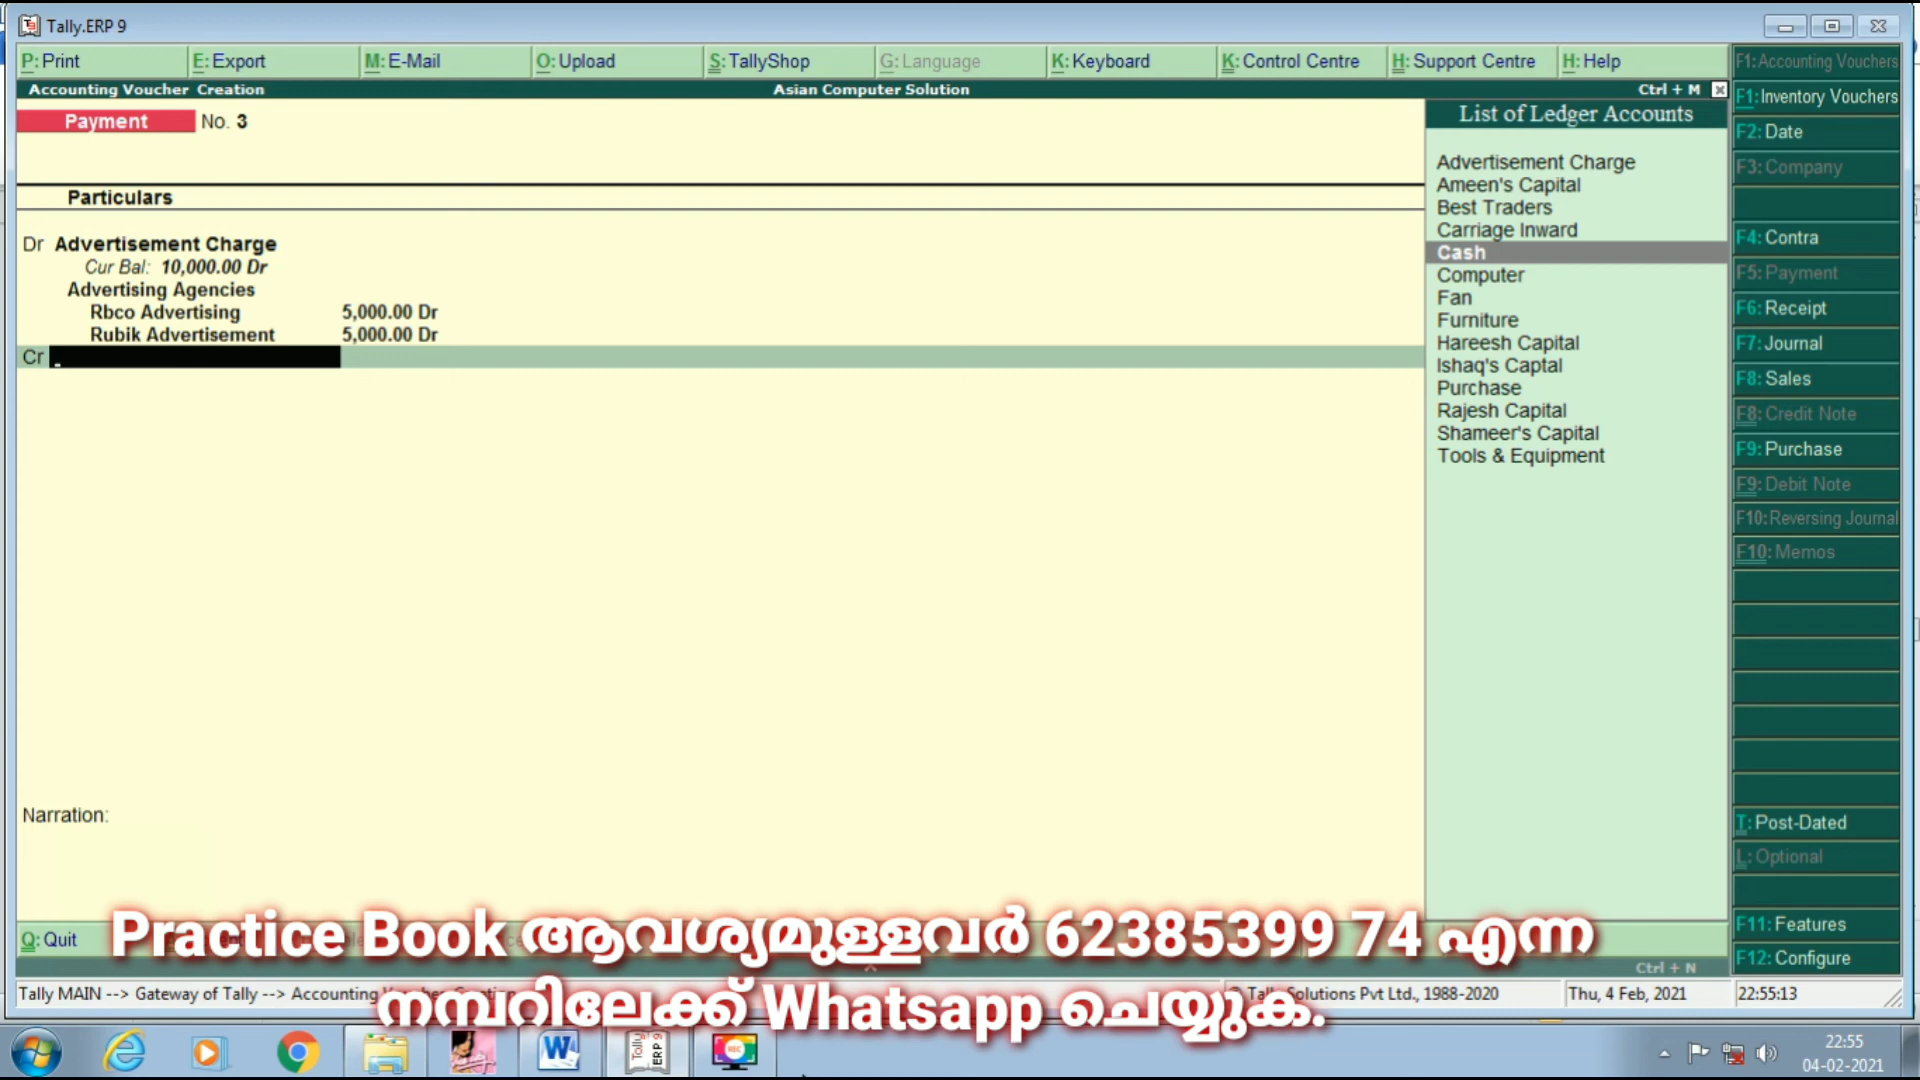 Tally.ERP 9
P: Print E: Export M: E-Mail O: Upload S: TallyShop G: Language K: Keyboard K: Control Centre H: Support Centre H: Help
Accounting Voucher Creation Asian Computer Solution Ctrl + M
Payment No. 3
Particulars
Dr Advertisement Charge
Cur Bal: 10,000.00 Dr
Advertising Agencies
Rbco Advertising 5,000.00 Dr
Rubik Advertisement 5,000.00 Dr
Cr
Narration:
List of Ledger Accounts
Advertisement Charge
Ameen's Capital
Best Traders
Carriage Inward
Cash
Computer
Fan
Furniture
Hareesh Capital
Ishaq's Captal
Purchase
Rajesh Capital
Shameer's Capital
Tools & Equipment
F1: Accounting Vouchers
F1: Inventory Vouchers
F2: Date
F3: Company
F4: Contra
F5: Payment
F6: Receipt
F7: Journal
F8: Sales
F8: Credit Note
F9: Purchase
F9: Debit Note
F10: Reversing Journal
F10: Memos
T: Post-Dated
L: Optional
F11: Features
F12: Configure
Q: Quit
Practice Book ആവശ്യമുള്ളവർ 62385399 74 എന്ന
നമ്പറിലേക്ക് Whatsapp ചെയ്യുക.
Ctrl + N
Tally MAIN --> Gateway of Tally --> Accounting Tally Solutions Pvt Ltd., 1988-2020 Thu, 4 Feb, 2021 22:55:13
Tally ERP 9
REC
22:55
04-02-2021